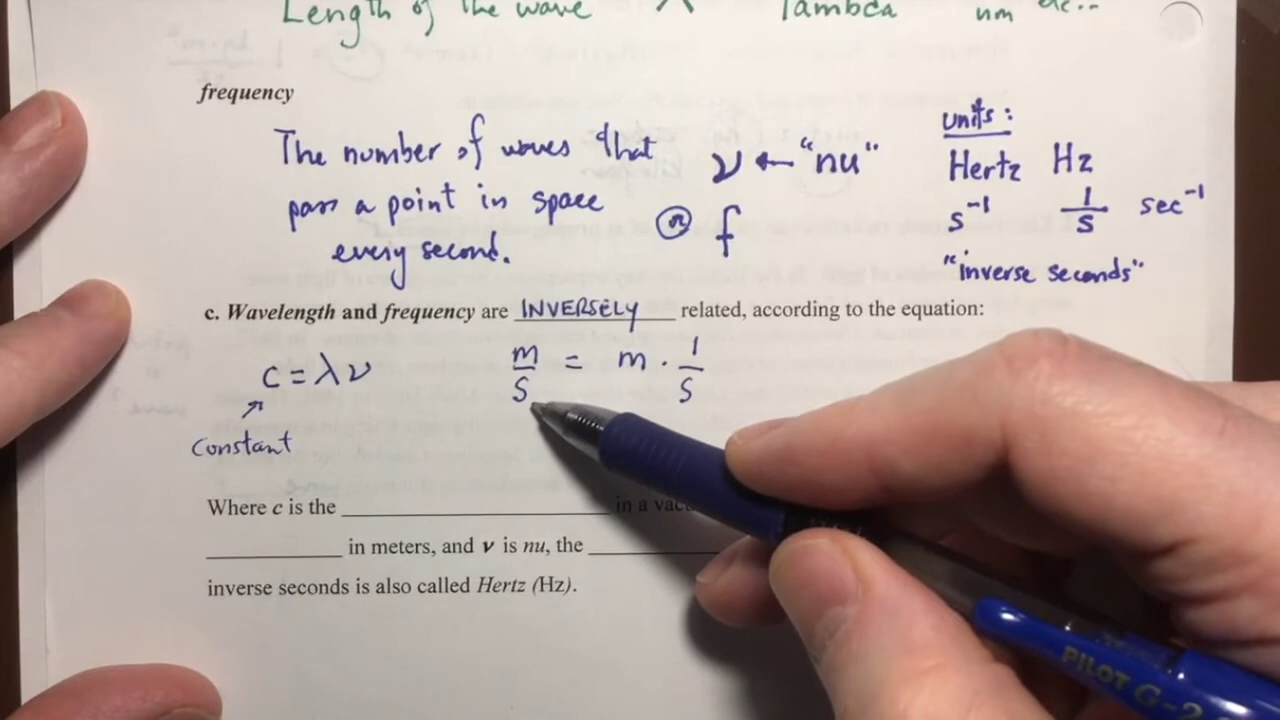 Length of the wave λ lambda nm etc..
frequency
The number of waves that
pass a point in space
every second.
ν ← "nu"
or f
units:
Hertz Hz
s⁻¹ 1/s sec⁻¹
"inverse seconds"
c. Wavelength and frequency are INVERSELY related, according to the equation:
c = λν
m/s = m · 1/s
Constant
Where c is the ____________ in a
____________ in meters, and ν is nu, the ____________
inverse seconds is also called Hertz (Hz).
PILOT G-2